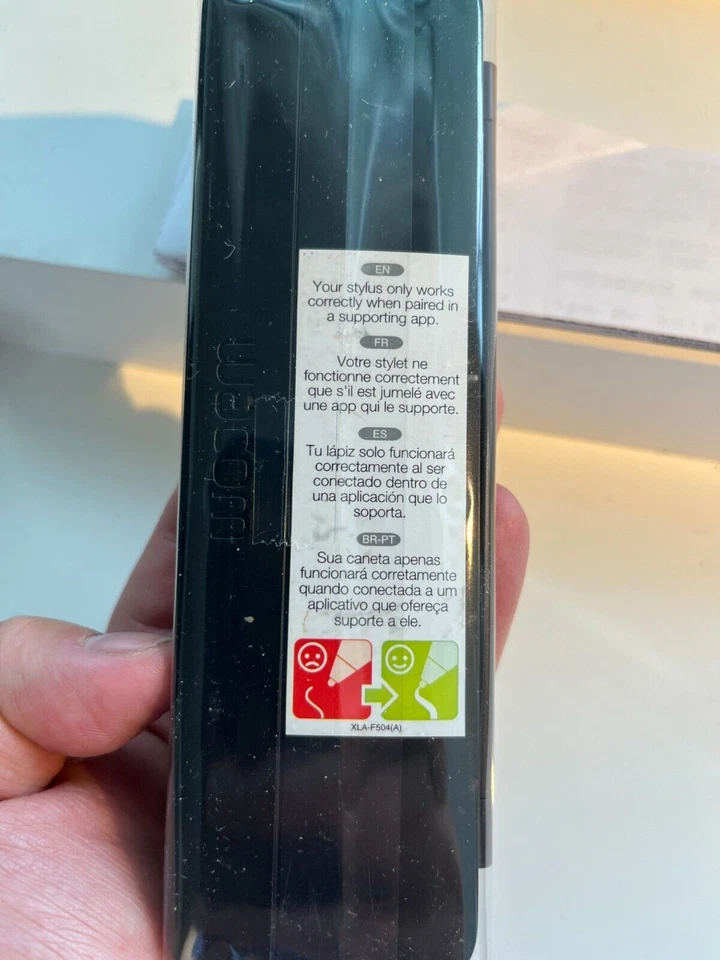 wacom
EN
Your stylus only works
correctly when paired in
a supporting app.
FR
Votre stylet ne
fonctionne correctement
que s'il est jumelé avec
une app qui le supporte.
ES
Tu lápiz solo funcionará
correctamente al ser
conectado dentro de
una aplicación que lo
soporta.
BR-PT
Sua caneta apenas
funcionará corretamente
quando conectada a um
aplicativo que ofereça
suporte a ele.
XLA-F504(A)